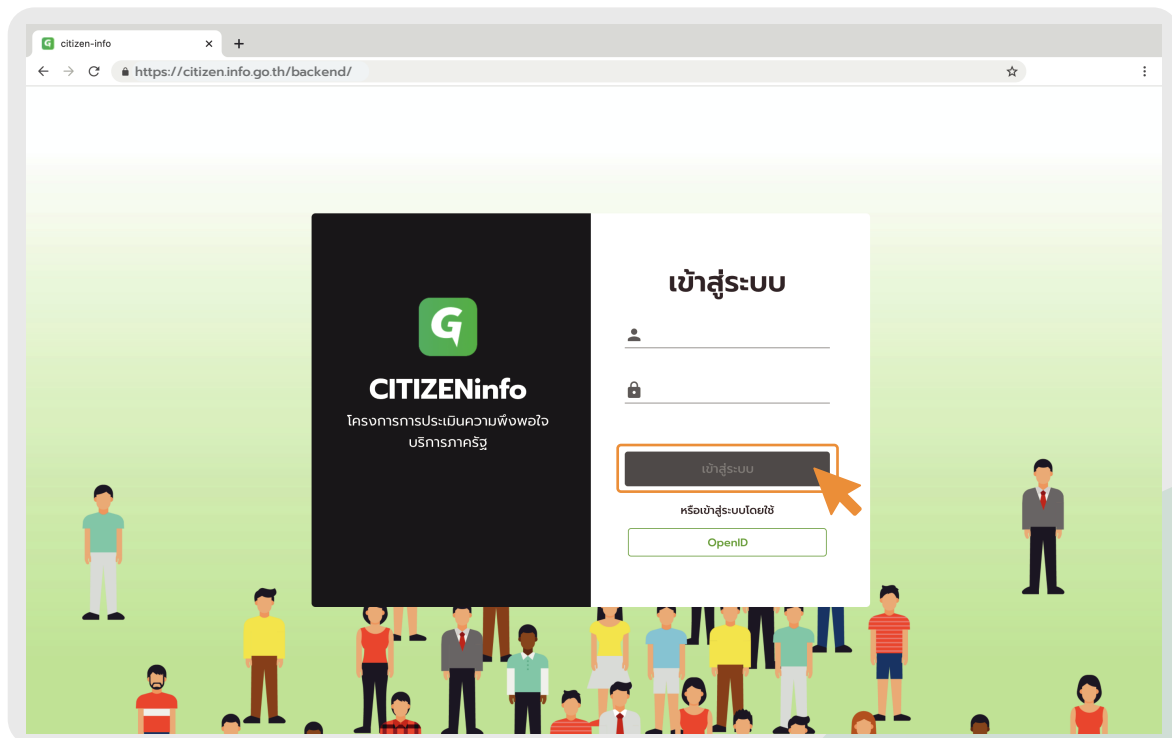 citizen-info
https://citizen.info.go.th/backend/
G
CITIZENinfo
โครงการการประเมินความพึงพอใจ
บริการภาครัฐ
เข้าสู่ระบบ
เข้าสู่ระบบ
หรือเข้าสู่ระบบโดยใช้
OpenID